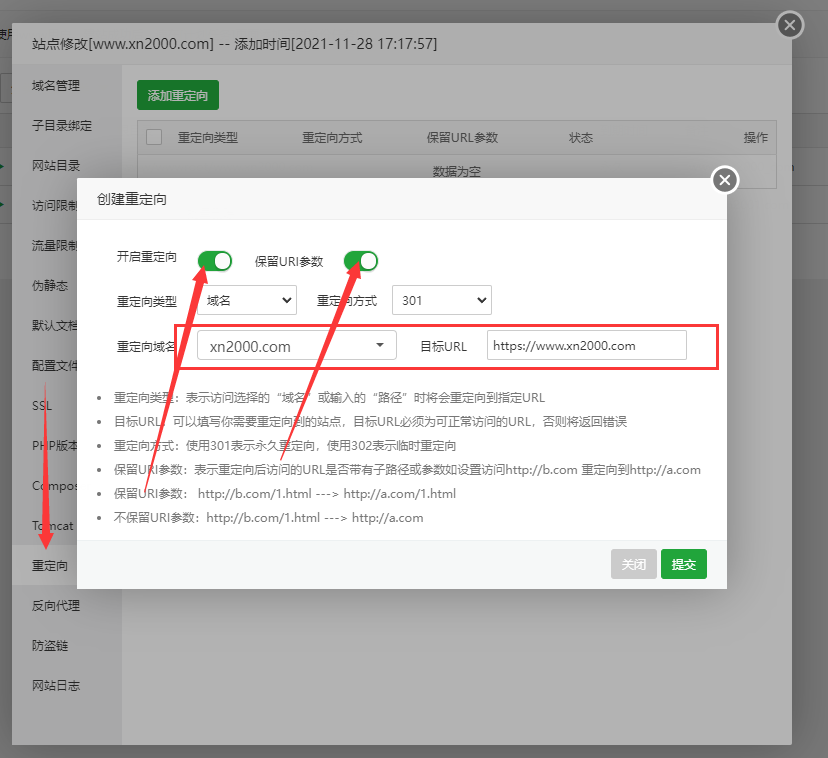 站点修改[www.xn2000.com] -- 添加时间[2021-11-28 17:17:57]
域名管理
子目录绑定
网站目录
访问限制
流量限制
伪静态
默认文档
配置文件
SSL
PHP版本
Compos
Tomcat
重定向
反向代理
防盗链
网站日志
添加重定向
重定向类型 重定向方式 保留URL参数 状态 操作
数据为空
创建重定向
开启重定向 保留URI参数
重定向类型 域名 重定向方式 301
重定向域名 xn2000.com 目标URL https://www.xn2000.com
重定向类型：表示访问选择的“域名”或输入的“路径”时将会重定向到指定URL
目标URL：可以填写你需要重定向到的站点，目标URL必须为可正常访问的URL，否则将返回错误
重定向方式：使用301表示永久重定向，使用302表示临时重定向
保留URI参数：表示重定向后访问的URL是否带有子路径或参数如设置访问http://b.com 重定向到http://a.com
保留URI参数： http://b.com/1.html ---> http://a.com/1.html
不保留URI参数：http://b.com/1.html ---> http://a.com
关闭 提交